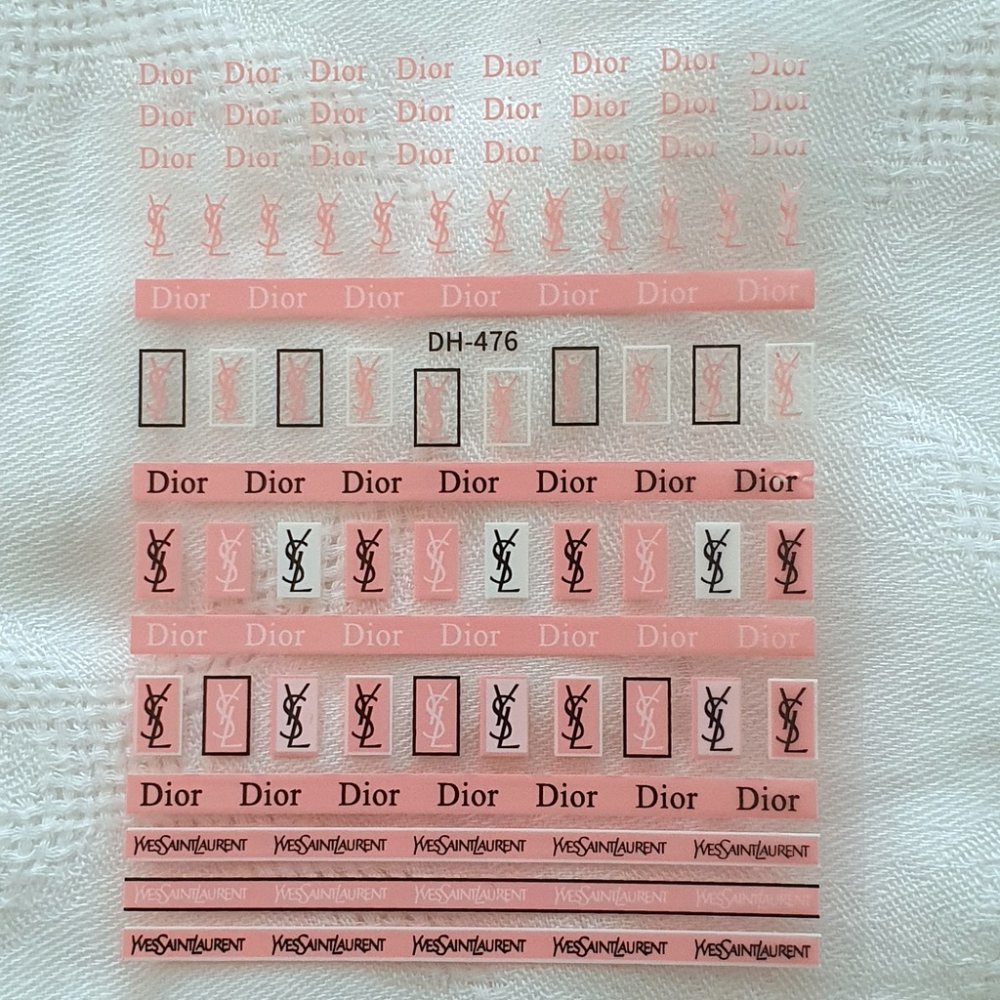 Dior Dior Dior Dior Dior Dior Dior Dior
Dior Dior Dior Dior Dior Dior Dior Dior
Dior Dior Dior Dior Dior Dior Dior Dior
YSL YSL YSL YSL YSL YSL YSL YSL YSL YSL YSL YSL
Dior Dior Dior Dior Dior Dior Dior
DH-476
YSL YSL YSL YSL YSL YSL YSL YSL YSL YSL
Dior Dior Dior Dior Dior Dior Dior
YSL YSL YSL YSL YSL YSL YSL YSL YSL YSL
Dior Dior Dior Dior Dior Dior Dior
YSL YSL YSL YSL YSL YSL YSL YSL YSL YSL
Dior Dior Dior Dior Dior Dior Dior
YVESSAINTLAURENT YVESSAINTLAURENT YVESSAINTLAURENT YVESSAINTLAURENT YVESSAINTLAURENT
YVESSAINTLAURENT YVESSAINTLAURENT YVESSAINTLAURENT YVESSAINTLAURENT YVESSAINTLAURENT
YVESSAINTLAURENT YVESSAINTLAURENT YVESSAINTLAURENT YVESSAINTLAURENT YVESSAINTLAURENT